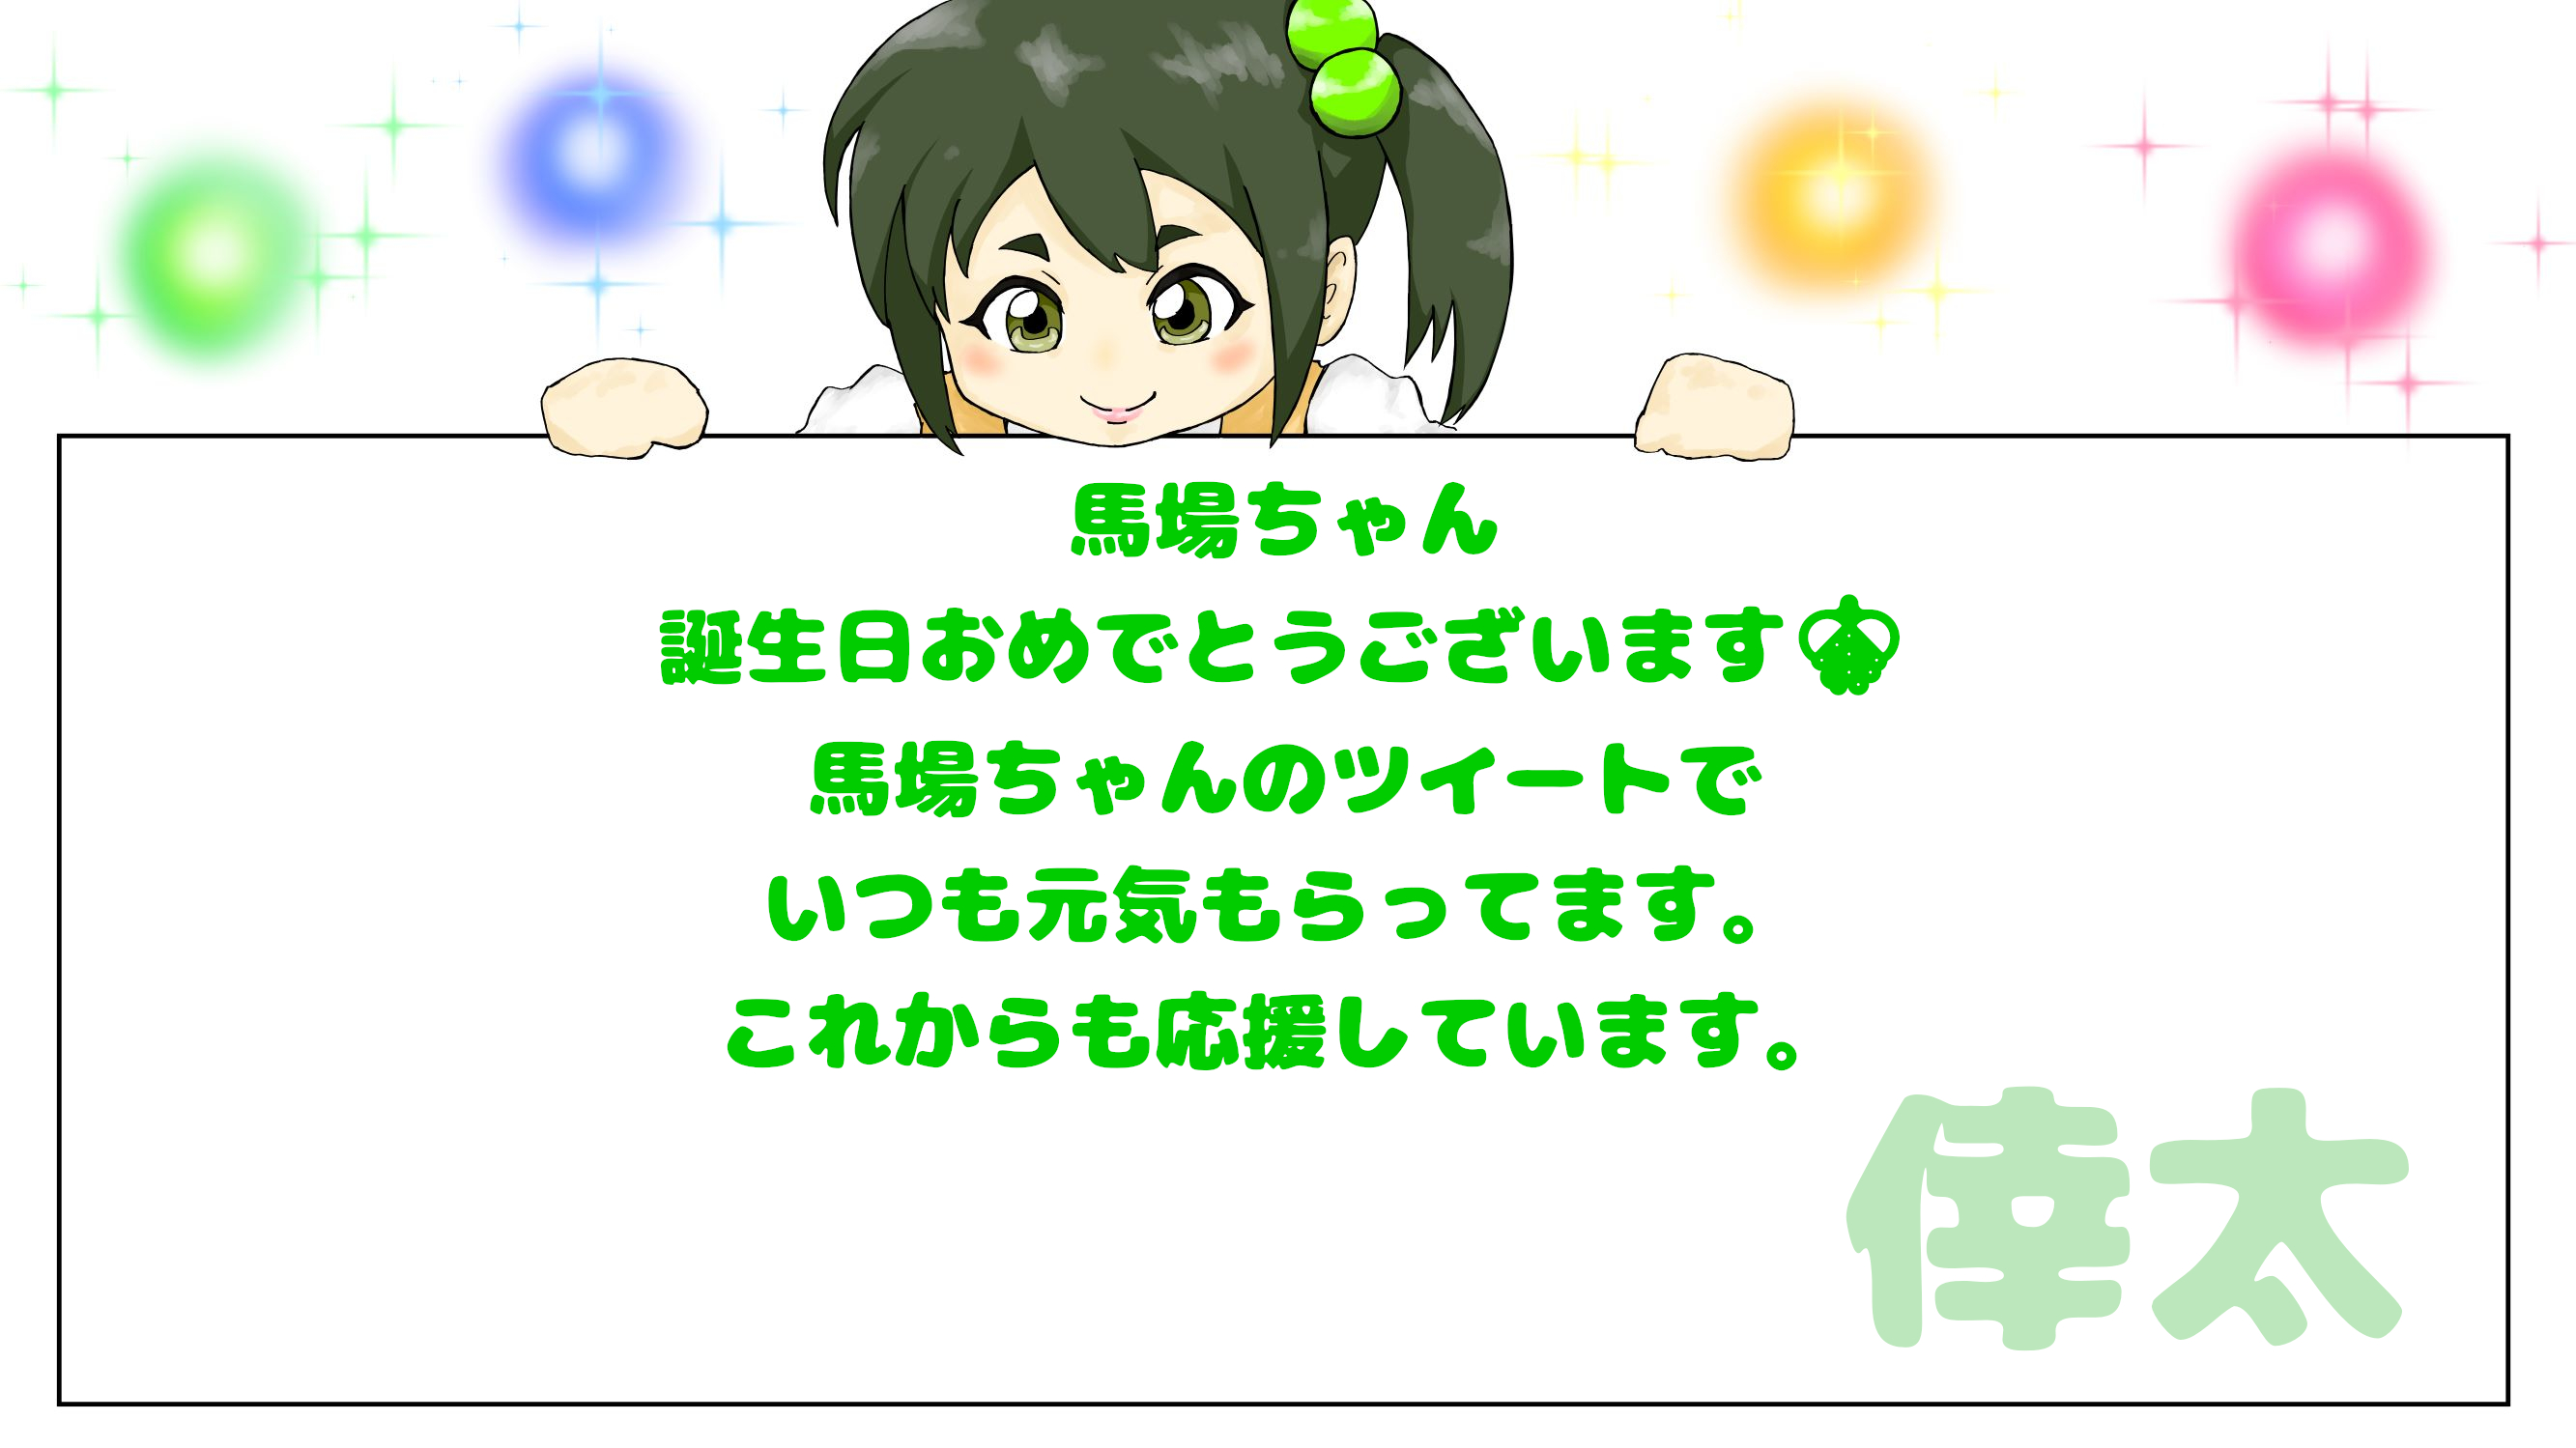 馬場ちゃん
誕生日おめでとうございます
馬場ちゃんのツイートで
いつも元気もらってます。
これからも応援しています。
倖太